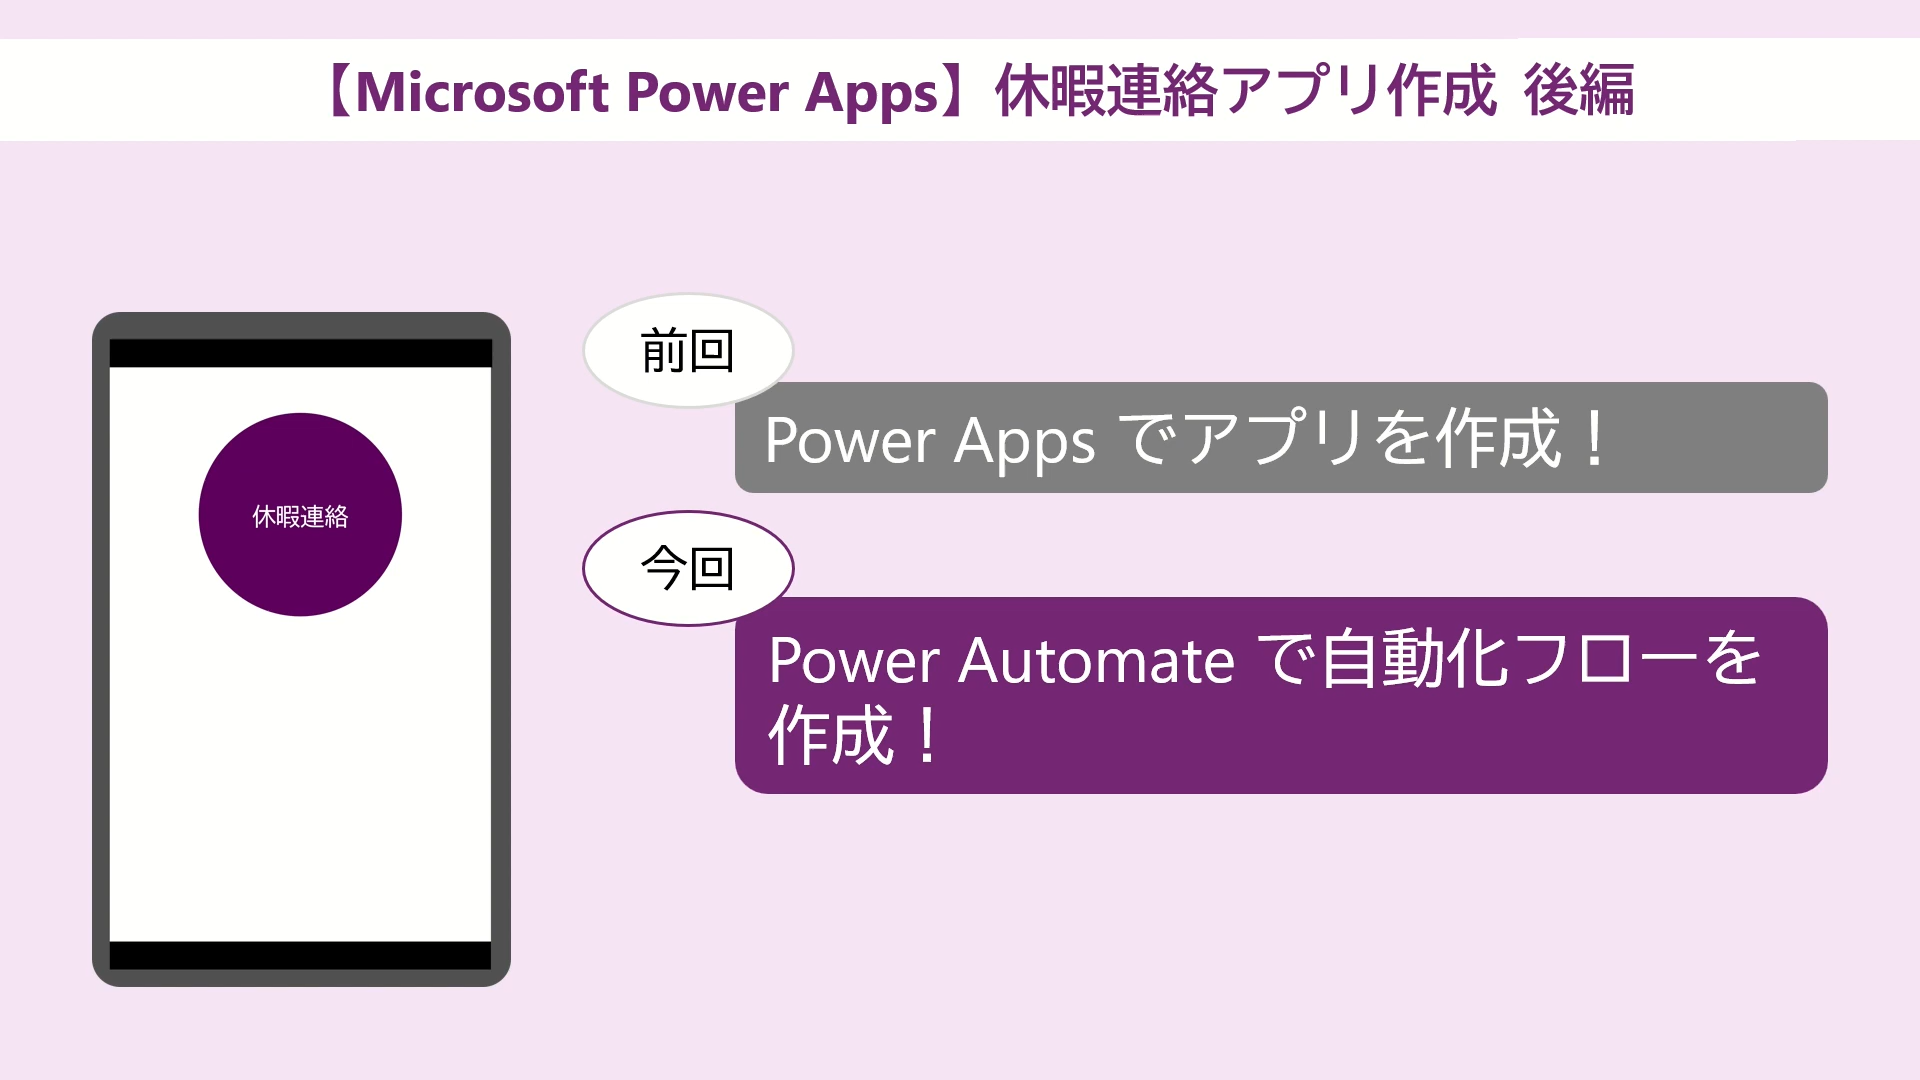 【Microsoft Power Apps】休暇連絡アプリ作成 後編
休暇連絡
前回
Power Apps でアプリを作成！
今回
Power Automate で自動化フローを
作成！